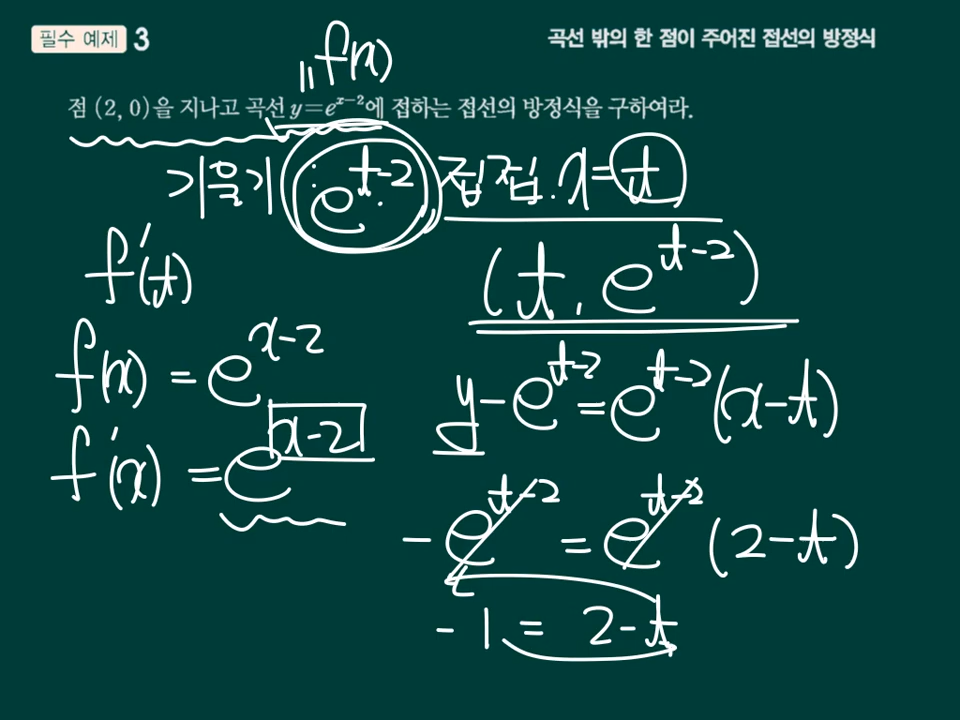 필수 예제 3
곡선 밖의 한 점이 주어진 접선의 방정식
"f(x)
점 (2, 0)을 지나고 곡선 y=e^{x-2}에 접하는 접선의 방정식을 구하여라.
기울기 e^{t-2} 접점. x=t
f'(t)
(t, e^{t-2})
f(x) = e^{x-2}
y-e^{t-2}=e^{t-2}(x-t)
f'(x) = e^{x-2}
-e^{t-2} = e^{t-2}(2-t)
-1 = 2-t